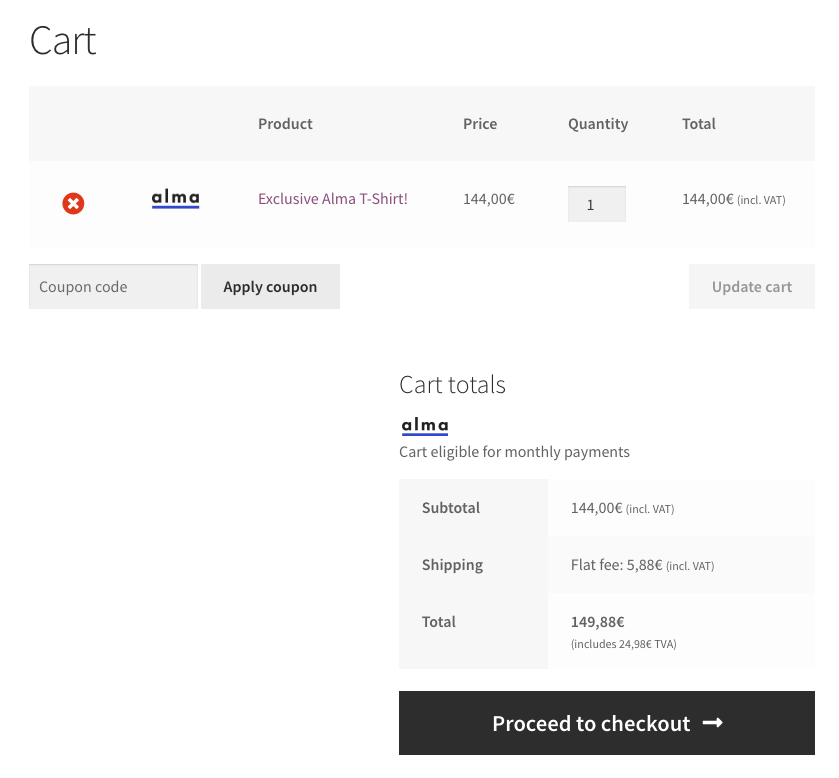 Cart
Product Price Quantity Total
alma Exclusive Alma T-Shirt! 144,00€ 1 144,00€ (incl. VAT)
Coupon code Apply coupon Update cart
Cart totals
alma
Cart eligible for monthly payments
Subtotal 144,00€ (incl. VAT)
Shipping Flat fee: 5,88€ (incl. VAT)
Total 149,88€
(includes 24,98€ TVA)
Proceed to checkout